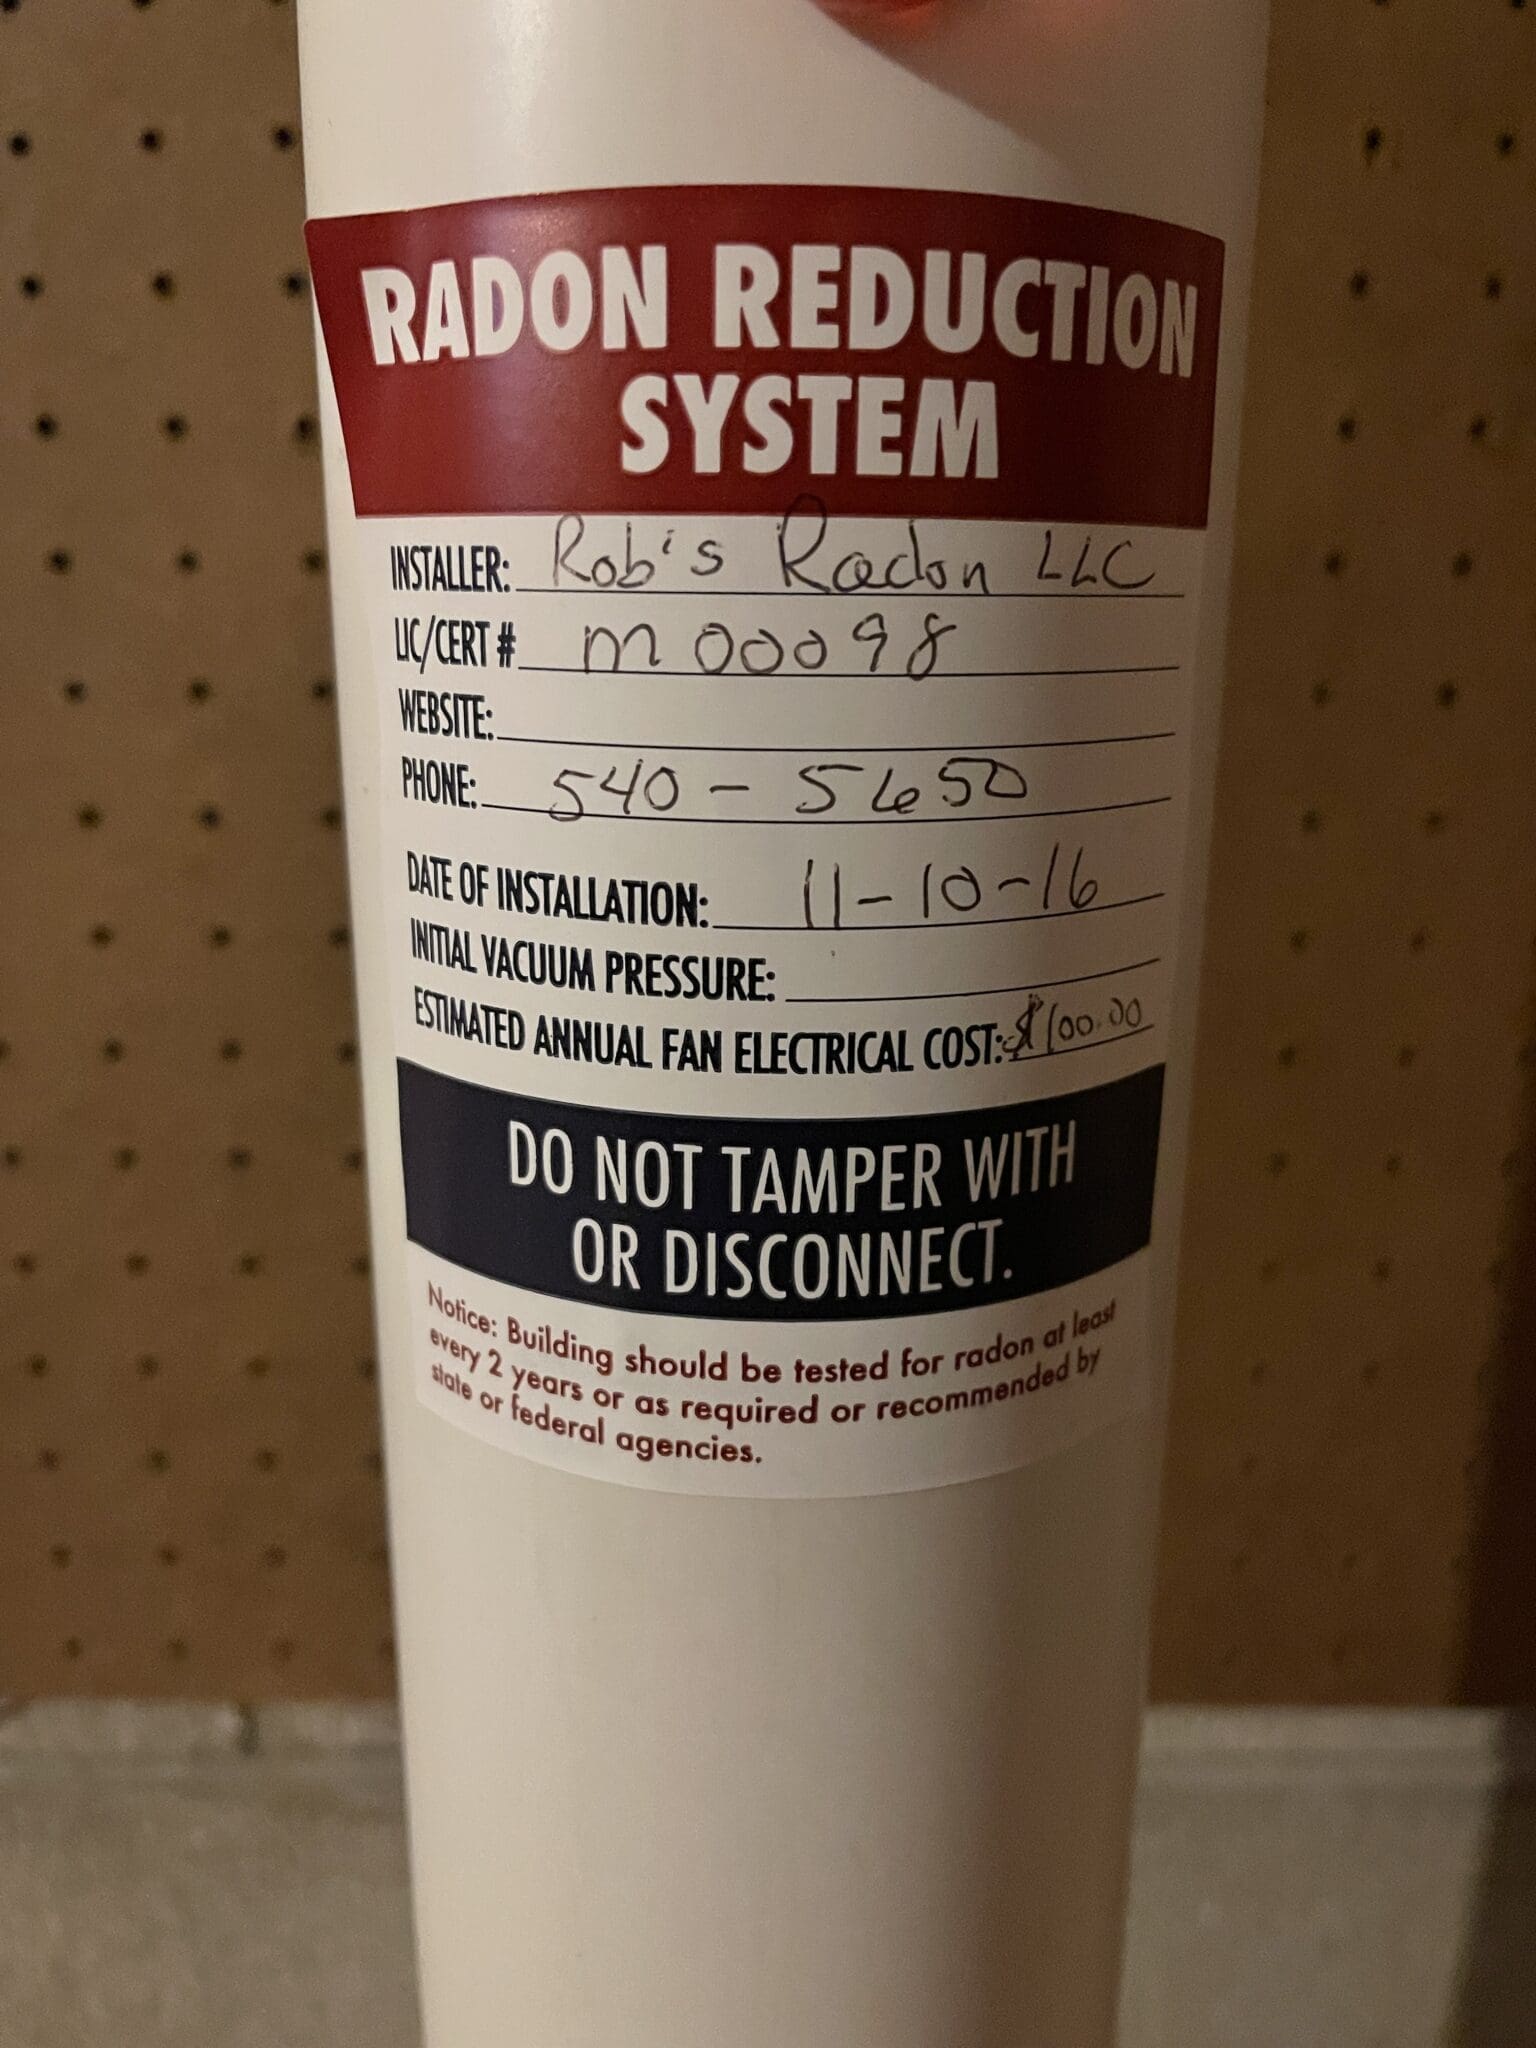 RADON REDUCTION
SYSTEM
INSTALLER: Rob's Radon LLC
LIC/CERT # M00098
WEBSITE:
PHONE: 540-5650
DATE OF INSTALLATION: 11-10-16
INITIAL VACUUM PRESSURE:
ESTIMATED ANNUAL FAN ELECTRICAL COST: $100.00
DO NOT TAMPER WITH
OR DISCONNECT.
Notice: Building should be tested for radon at least
every 2 years or as required or recommended by
state or federal agencies.